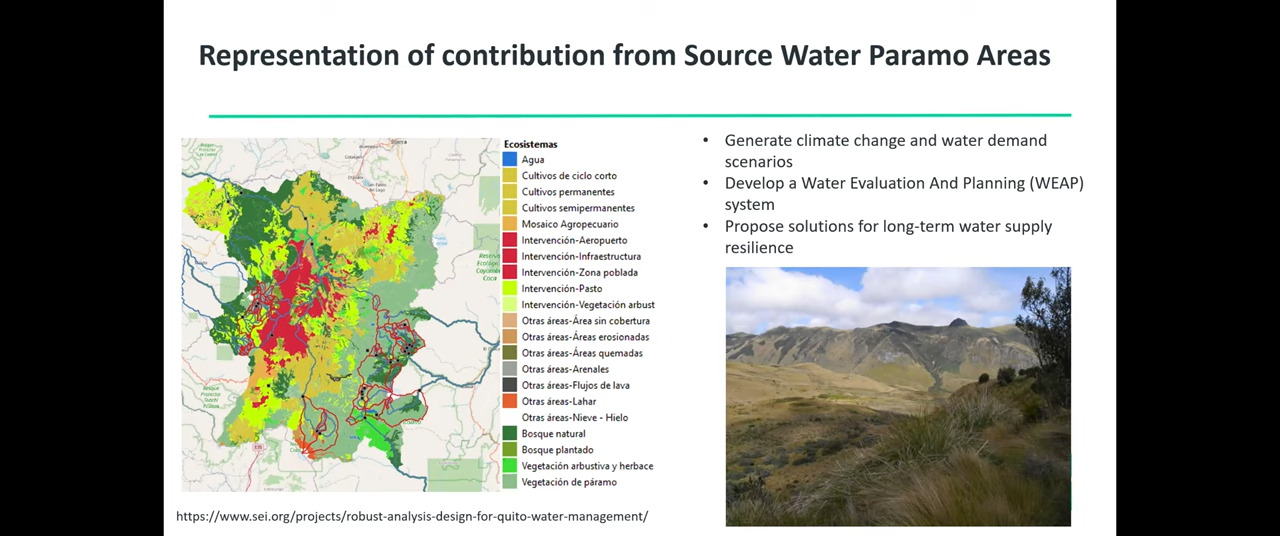 Representation of contribution from Source Water Paramo Areas
Ecosistemas
Agua
Cultivos de ciclo corto
Cultivos permanentes
Cultivos semipermanentes
Mosaico Agropecuario
Intervención-Aeropuerto
Intervención-Infraestructura
Intervención-Zona poblada
Intervención-Pasto
Intervención-Vegetación arbust
Otras áreas-Área sin cobertura
Otras áreas-Áreas erosionadas
Otras áreas-Áreas quemadas
Otras áreas-Arenales
Otras áreas-Flujos de lava
Otras áreas-Lahar
Otras áreas-Nieve - Hielo
Bosque natural
Bosque plantado
Vegetación arbustiva y herbace
Vegetación de páramo
https://www.sei.org/projects/robust-analysis-design-for-quito-water-management/
• Generate climate change and water demand
scenarios
• Develop a Water Evaluation And Planning (WEAP)
system
• Propose solutions for long-term water supply
resilience